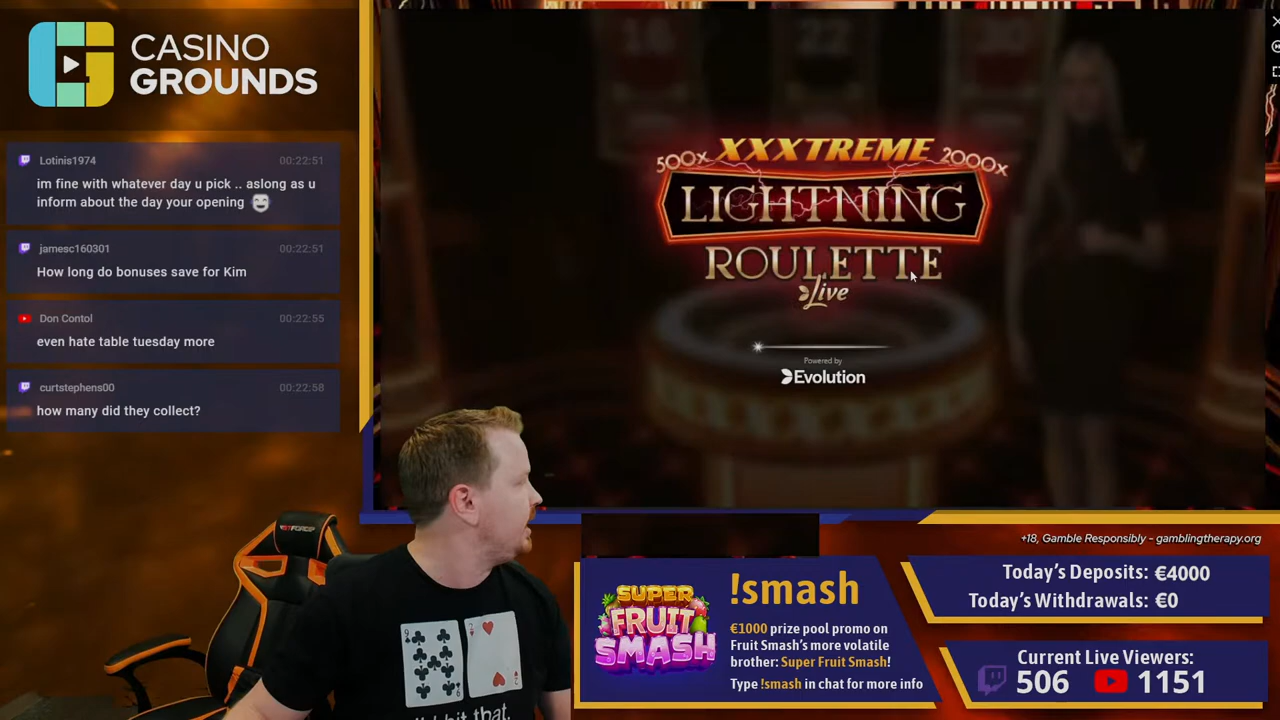 CASINO
GROUNDS
Lotinis1974 00:22:51
im fine with whatever day u pick .. aslong as u
inform about the day your opening
jamesc160301 00:22:51
How long do bonuses save for Kim
Don Contol 00:22:55
even hate table tuesday more
curtstephens00 00:22:58
how many did they collect?
500x XXXTREME 2000x
LIGHTNING
ROULETTE
Live
Powered by
Evolution
+18, Gamble Responsibly - gamblingtherapy.org
Today's Deposits: €4000
Today's Withdrawals: €0
Current Live Viewers:
506 1151
SUPER
FRUIT
SMASH
!smash
€1000 prize pool promo on
Fruit Smash's more volatile
brother: Super Fruit Smash!
Type !smash in chat for more info
hit that.